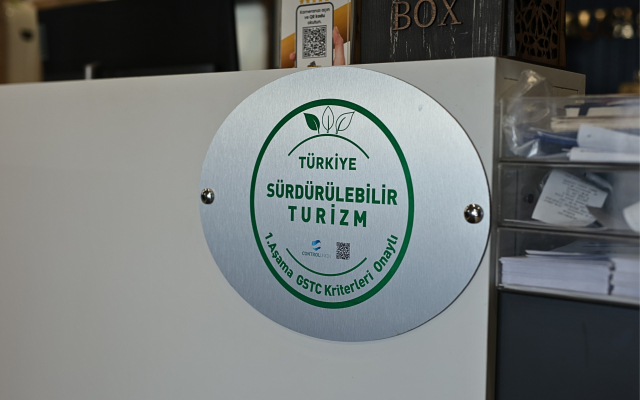 BOX
TÜRKİYE
SÜRDÜRÜLEBİLİR
TURİZM
1.Aşama GSTC Kriterleri Onaylı